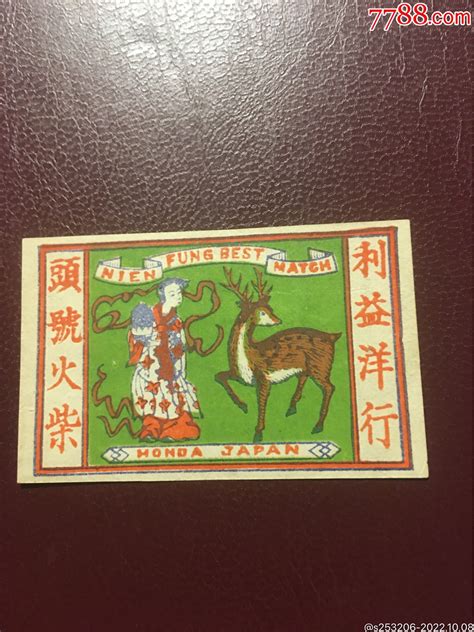 7788.com
利益洋行
NIEN FUNG BEST MATCH
頭號火柴
HONDA JAPAN
@s253206-2022.10.08